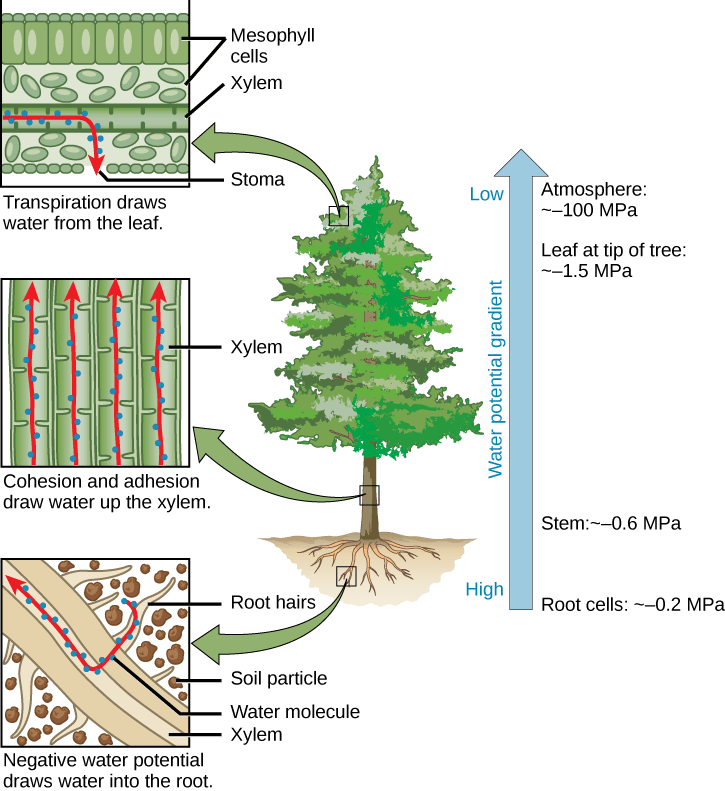 Mesophyll
cells
Xylem
Stoma
Transpiration draws
water from the leaf.
Xylem
Cohesion and adhesion
draw water up the xylem.
Root hairs
Soil particle
Water molecule
Xylem
Negative water potential
draws water into the root.
Low
Water potential gradient
High
Atmosphere:
~–100 MPa
Leaf at tip of tree:
~–1.5 MPa
Stem:~–0.6 MPa
Root cells: ~–0.2 MPa